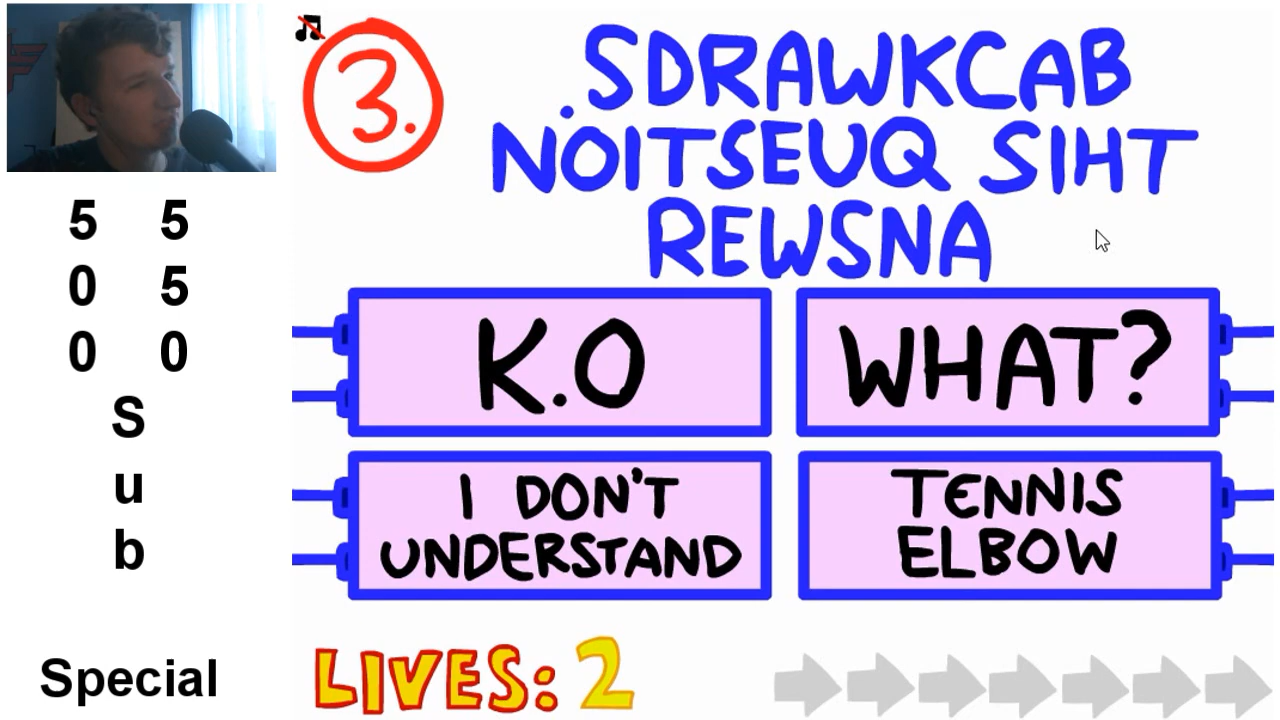 3.
.SDRAWKCAB
NOITSEUQ SIHT
REWSNA
K.O
WHAT?
I DON'T
UNDERSTAND
TENNIS
ELBOW
LIVES: 2
5 5
0 5
0 0
S
u
b
Special